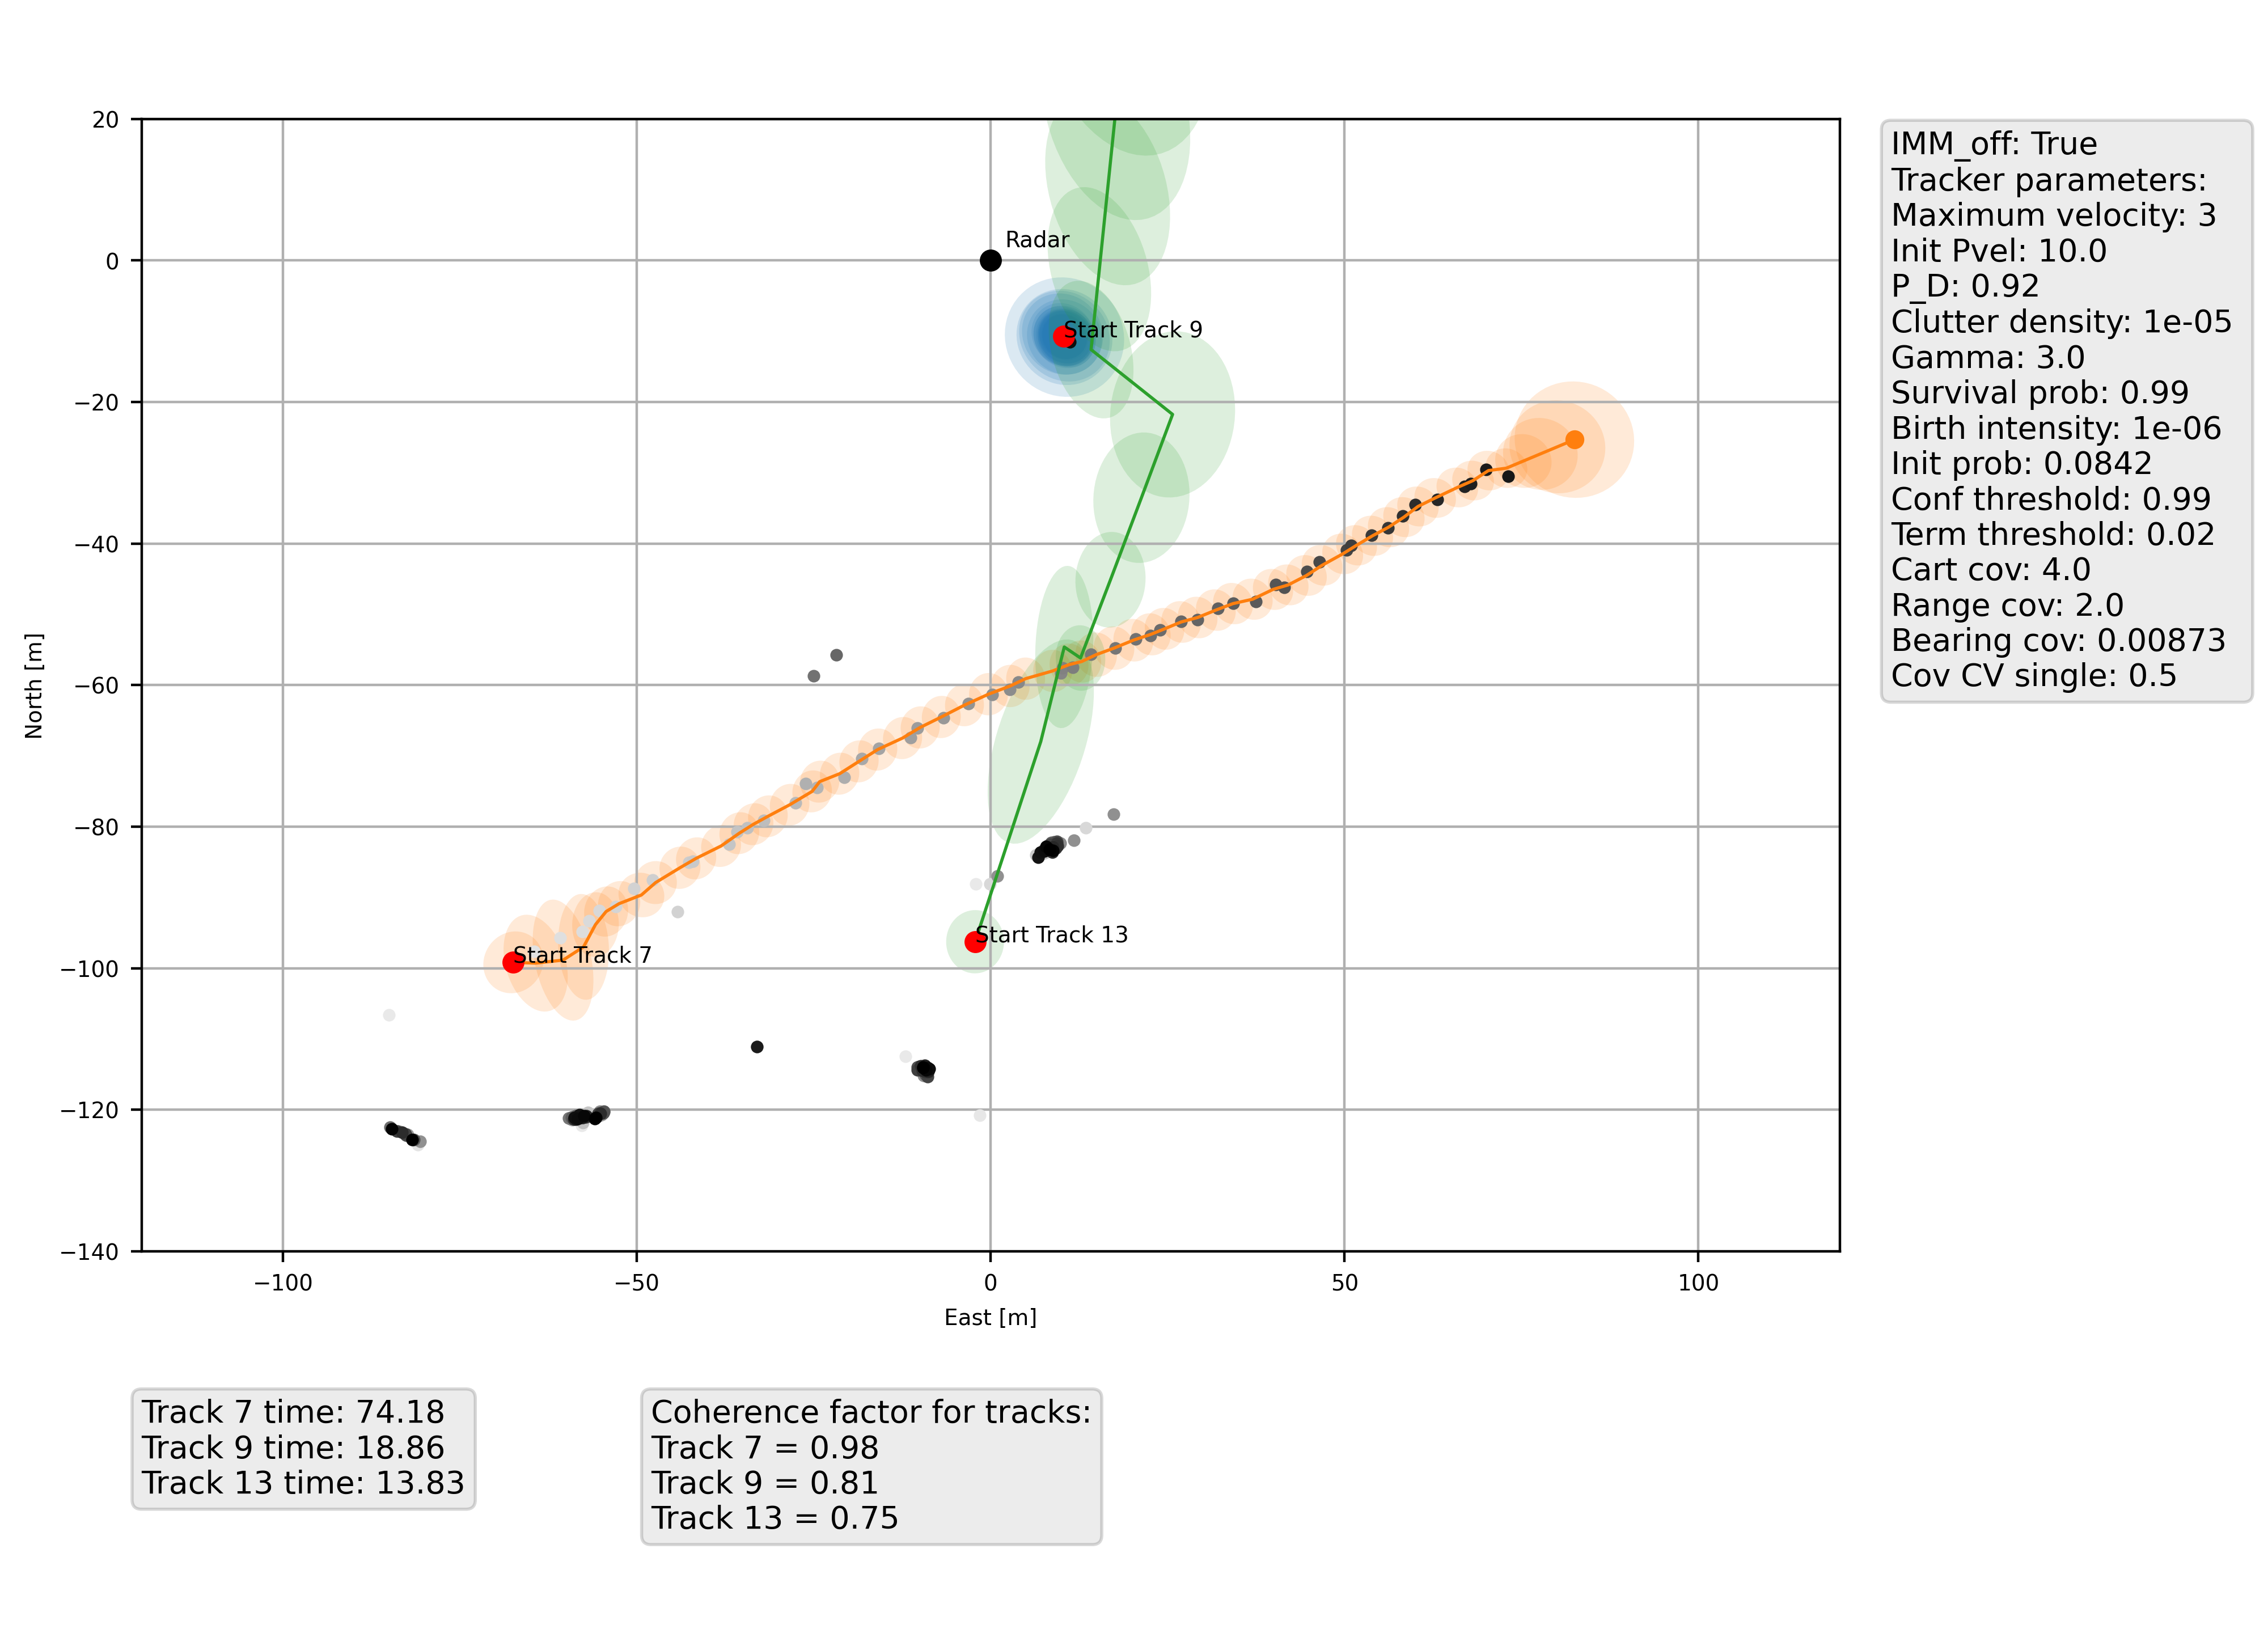 20
0
−20
−40
−60
−80
−100
−120
−140
North [m]
−100
−50
0
50
100
East [m]
Radar
Start Track 9
Start Track 13
Start Track 7
IMM_off: True
Tracker parameters:
Maximum velocity: 3
Init Pvel: 10.0
P_D: 0.92
Clutter density: 1e-05
Gamma: 3.0
Survival prob: 0.99
Birth intensity: 1e-06
Init prob: 0.0842
Conf threshold: 0.99
Term threshold: 0.02
Cart cov: 4.0
Range cov: 2.0
Bearing cov: 0.00873
Cov CV single: 0.5
Track 7 time: 74.18
Track 9 time: 18.86
Track 13 time: 13.83
Coherence factor for tracks:
Track 7 = 0.98
Track 9 = 0.81
Track 13 = 0.75